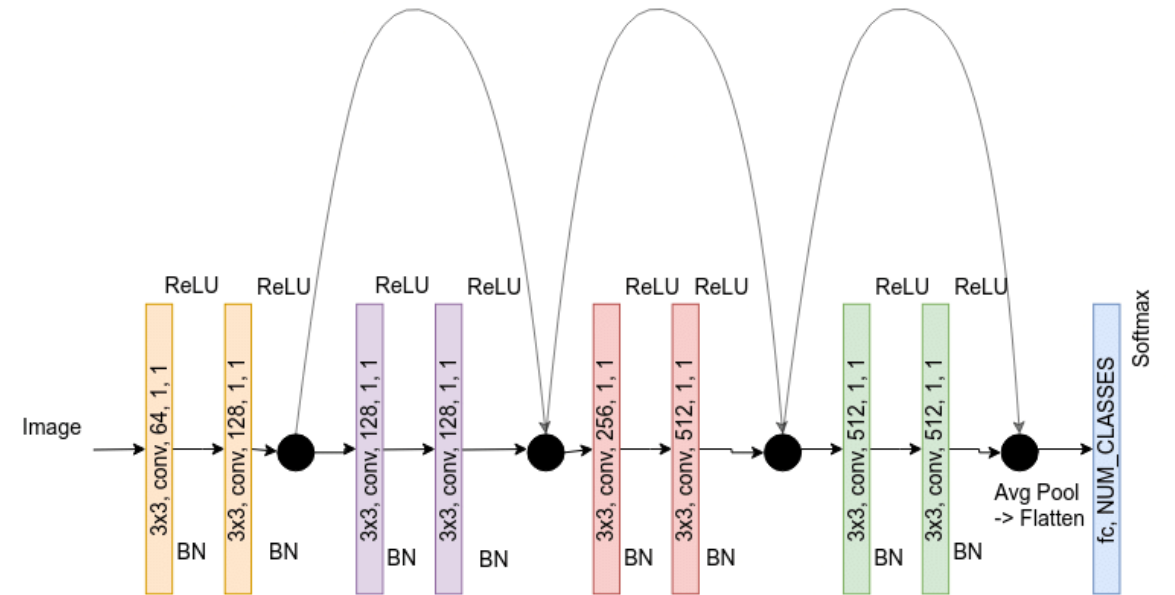 Image
3x3, conv, 64, 1, 1
ReLU
BN
3x3, conv, 128, 1, 1
ReLU
BN
3x3, conv, 128, 1, 1
ReLU
BN
3x3, conv, 128, 1, 1
ReLU
BN
3x3, conv, 256, 1, 1
ReLU
BN
3x3, conv, 512, 1, 1
ReLU
BN
3x3, conv, 512, 1, 1
ReLU
BN
3x3, conv, 512, 1, 1
ReLU
BN
Avg Pool
-> Flatten
fc, NUM_CLASSES
Softmax